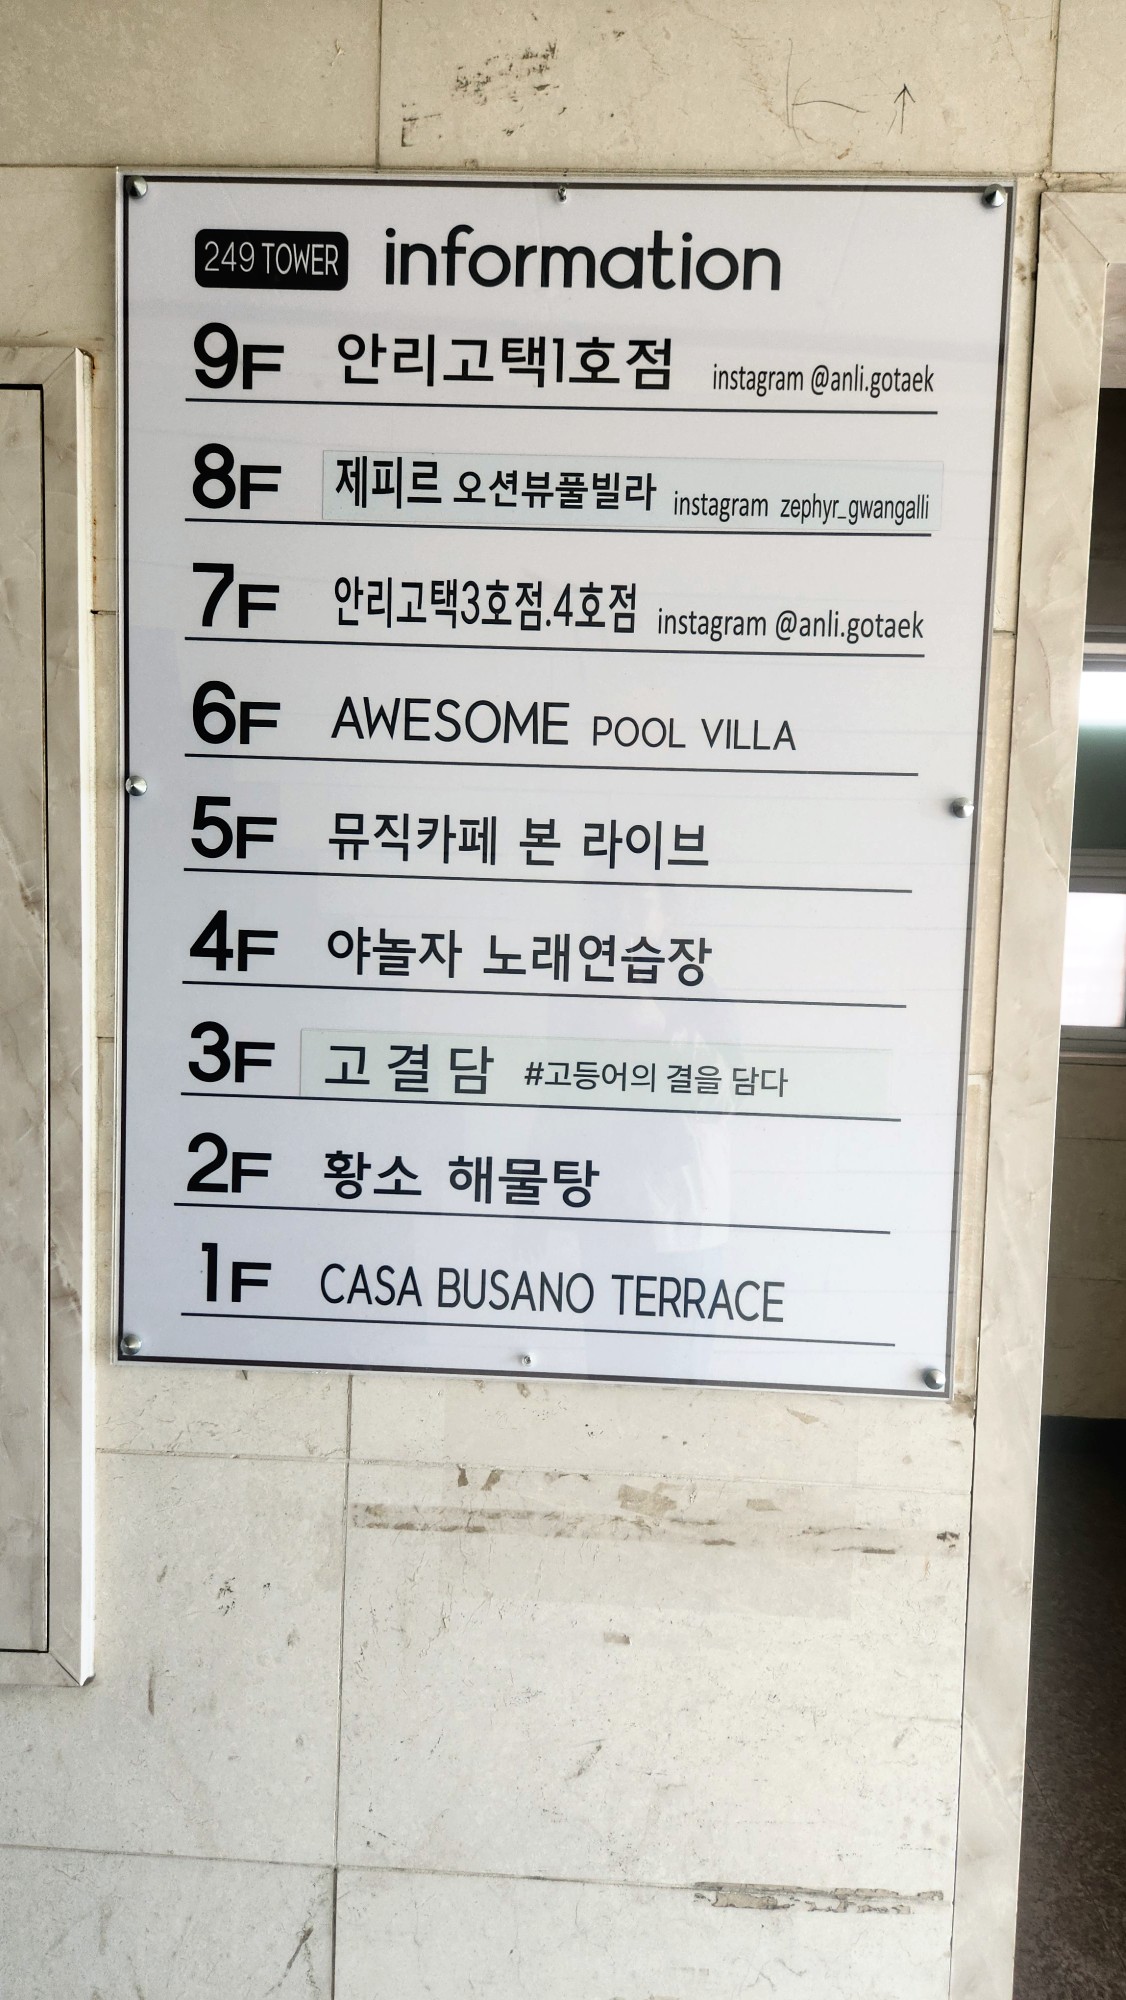 249 TOWER information
9F 안리고택1호점 instagram @anli.gotaek
8F 제피르 오션뷰풀빌라 instagram zephyr_gwangalli
7F 안리고택3호점.4호점 instagram @anli.gotaek
6F AWESOME POOL VILLA
5F 뮤직카페 본 라이브
4F 야놀자 노래연습장
3F 고결담 #고등어의 결을 담다
2F 황소 해물탕
1F CASA BUSANO TERRACE